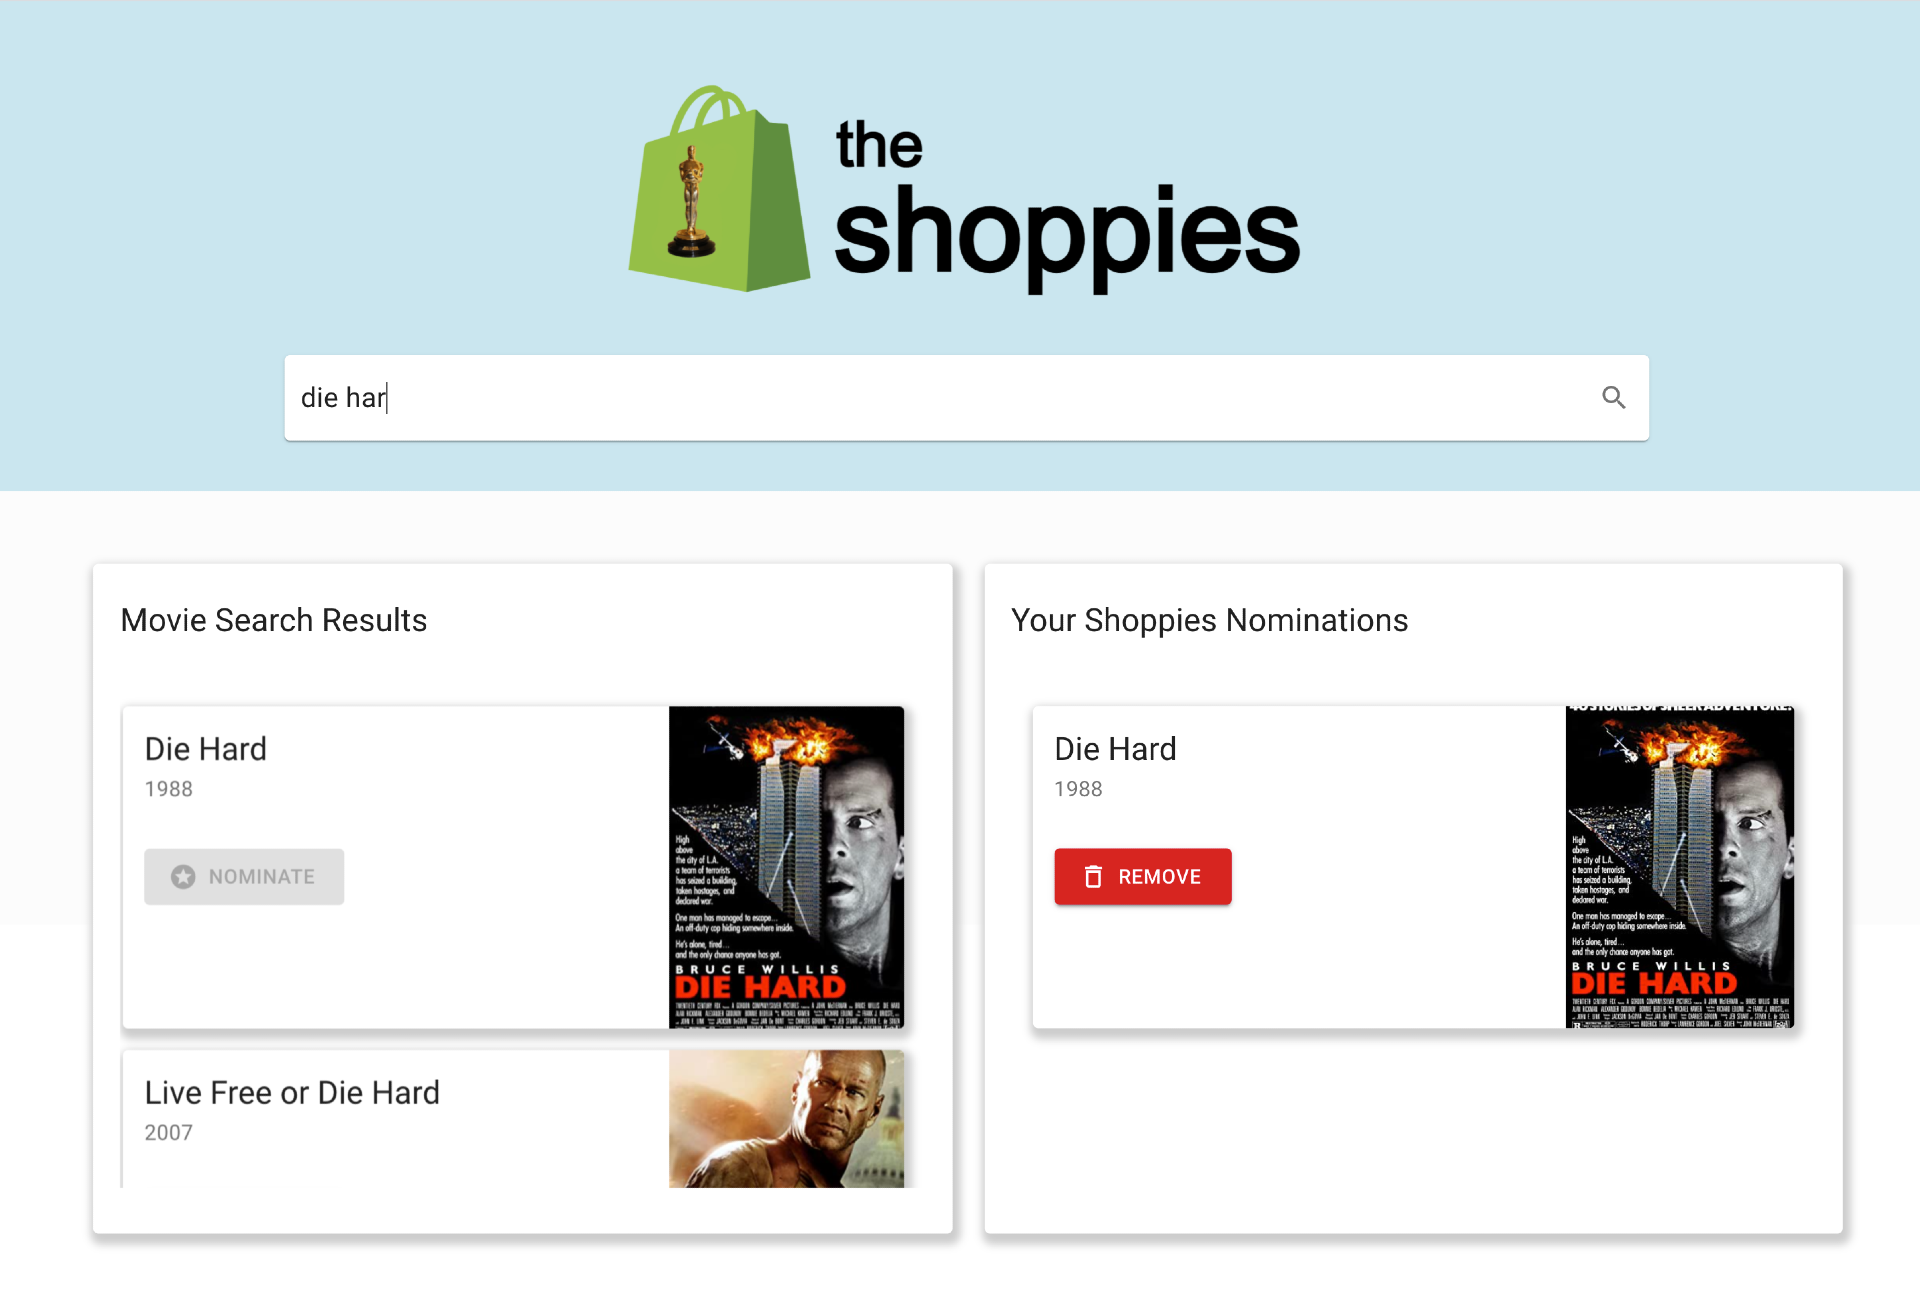 the
shoppies
die har
Movie Search Results
Die Hard
1988
NOMINATE
High
above
the city of L.A.
a team of terrorists
has seized a building,
taken hostages, and
declared war.
One man has managed to escape...
An off-duty cop hiding somewhere inside.
He's alone, tired...
and the only chance anyone has got.
BRUCE WILLIS
DIE HARD
Live Free or Die Hard
2007
Your Shoppies Nominations
Die Hard
1988
REMOVE
40 STORIES OF SHEER ADVENTURE!
High
above
the city of L.A.
a team of terrorists
has seized a building,
taken hostages, and
declared war.
One man has managed to escape...
An off-duty cop hiding somewhere inside.
He's alone, tired...
and the only chance anyone has got.
BRUCE WILLIS
DIE HARD